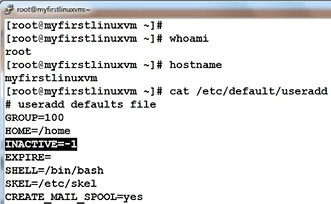 root@myfirstlinuxvm:~
[root@myfirstlinuxvm ~]#
[root@myfirstlinuxvm ~]# whoami
root
[root@myfirstlinuxvm ~]# hostname
myfirstlinuxvm
[root@myfirstlinuxvm ~]# cat /etc/default/useradd
# useradd defaults file
GROUP=100
HOME=/home
INACTIVE=-1
EXPIRE=
SHELL=/bin/bash
SKEL=/etc/skel
CREATE_MAIL_SPOOL=yes